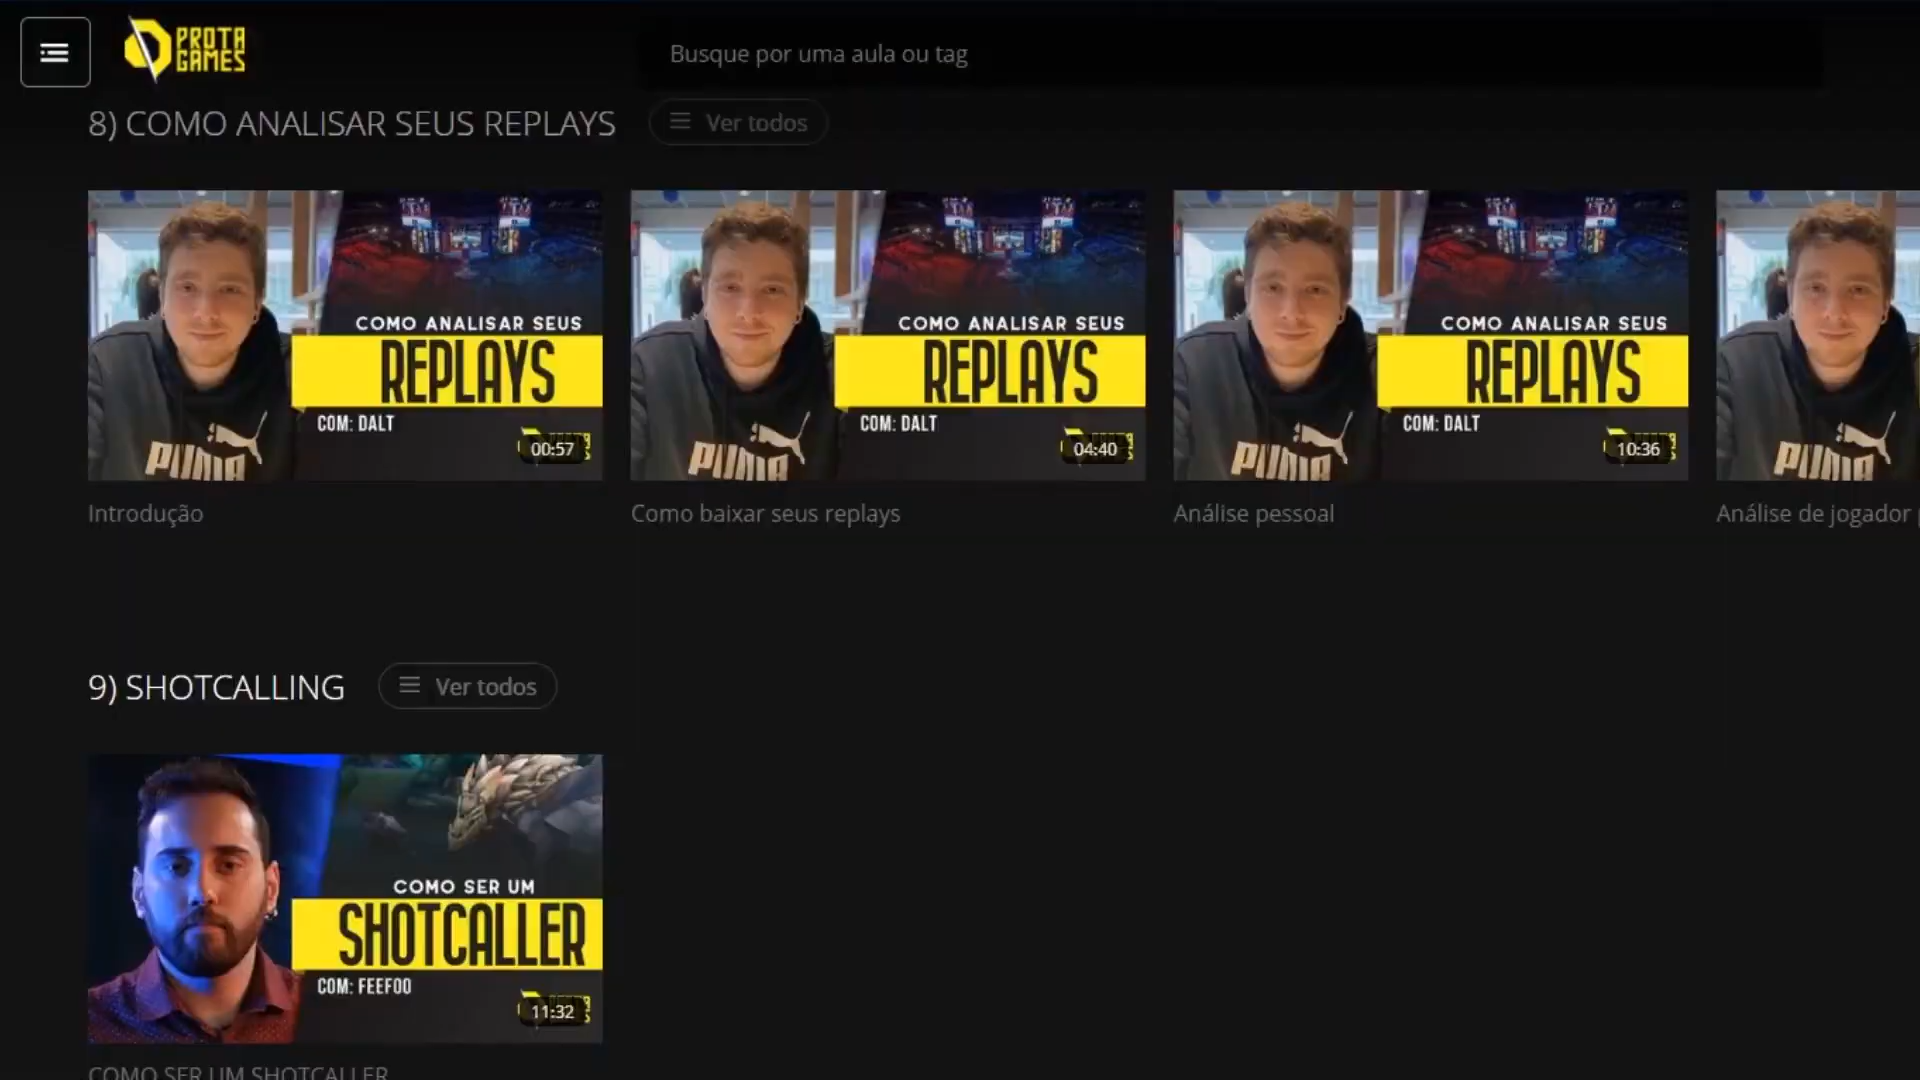 PROTA
GAMES
Busque por uma aula ou tag
8) COMO ANALISAR SEUS REPLAYS
Ver todos
COMO ANALISAR SEUS
REPLAYS
COM: DALT
PUMA
00:57
Introdução
COMO ANALISAR SEUS
REPLAYS
COM: DALT
PUMA
04:40
Como baixar seus replays
COMO ANALISAR SEUS
REPLAYS
COM: DALT
PUMA
10:36
Análise pessoal
PUMA
Análise de jogador
9) SHOTCALLING
Ver todos
COMO SER UM
SHOTCALLER
COM: FEEFOO
11:32
COMO SER UM SHOTCALLER